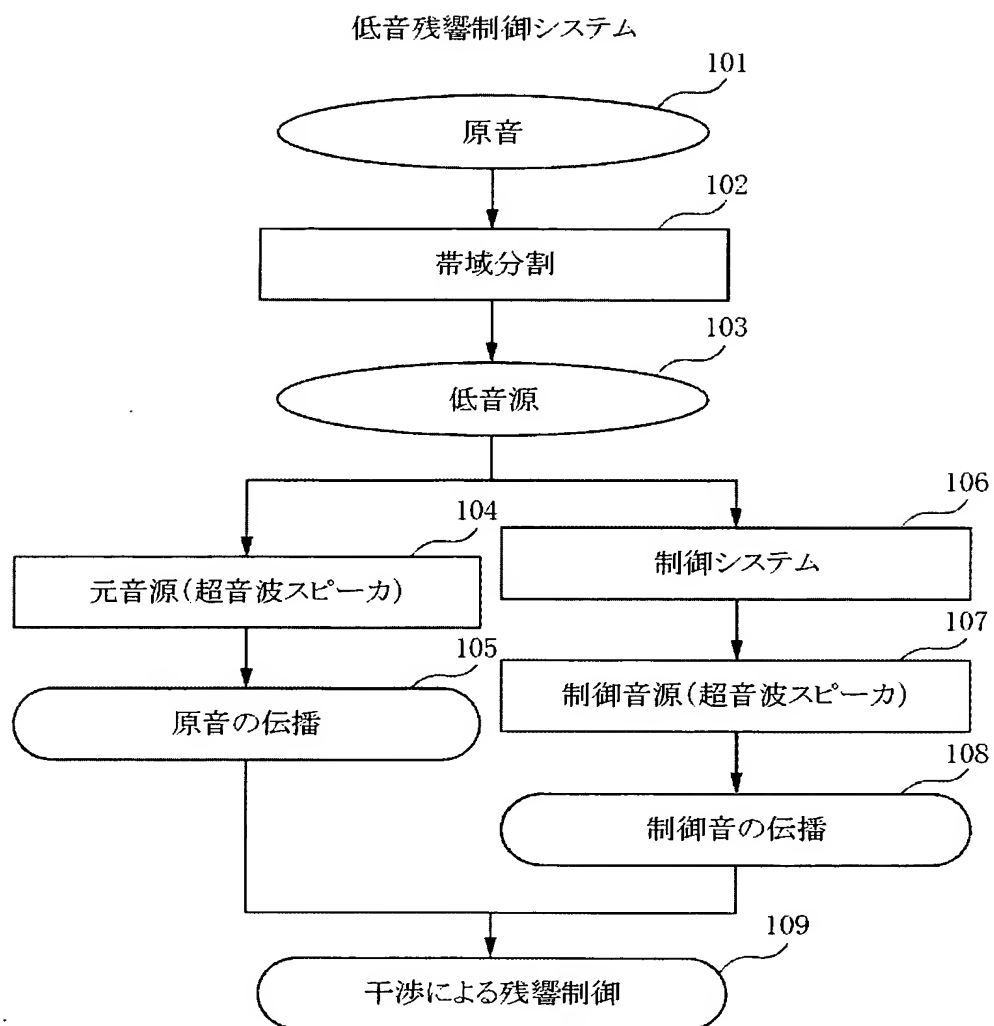 低音残響制御システム
101
原音
102
帯域分割
103
低音源
104
元音源(超音波スピーカ)
105
原音の伝播
106
制御システム
107
制御音源(超音波スピーカ)
108
制御音の伝播
109
干渉による残響制御